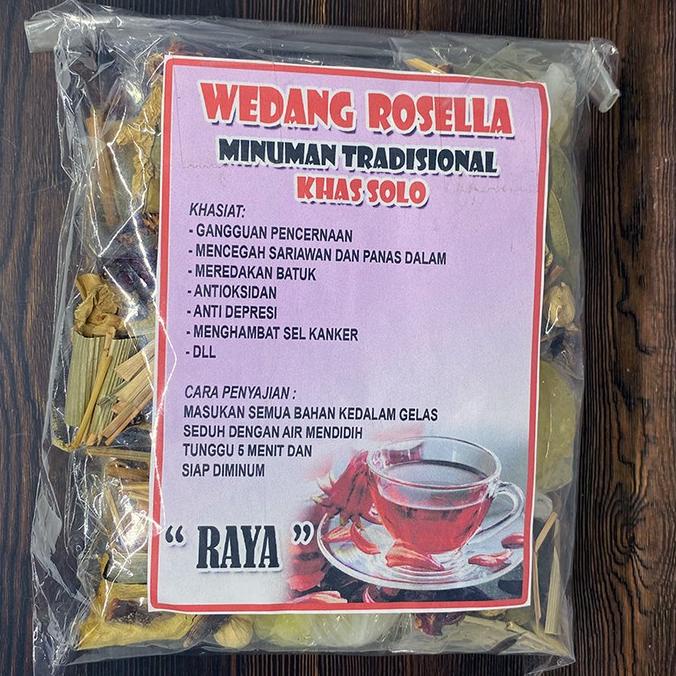 WEDANG ROSELLA
MINUMAN TRADISIONAL
KHAS SOLO
KHASIAT:
- GANGGUAN PENCERNAAN
- MENCEGAH SARIAWAN DAN PANAS DALAM
- MEREDAKAN BATUK
- ANTIOKSIDAN
- ANTI DEPRESI
- MENGHAMBAT SEL KANKER
- DLL
CARA PENYAJIAN :
MASUKAN SEMUA BAHAN KEDALAM GELAS
SEDUH DENGAN AIR MENDIDIH
TUNGGU 5 MENIT DAN
SIAP DIMINUM
“ RAYA ”